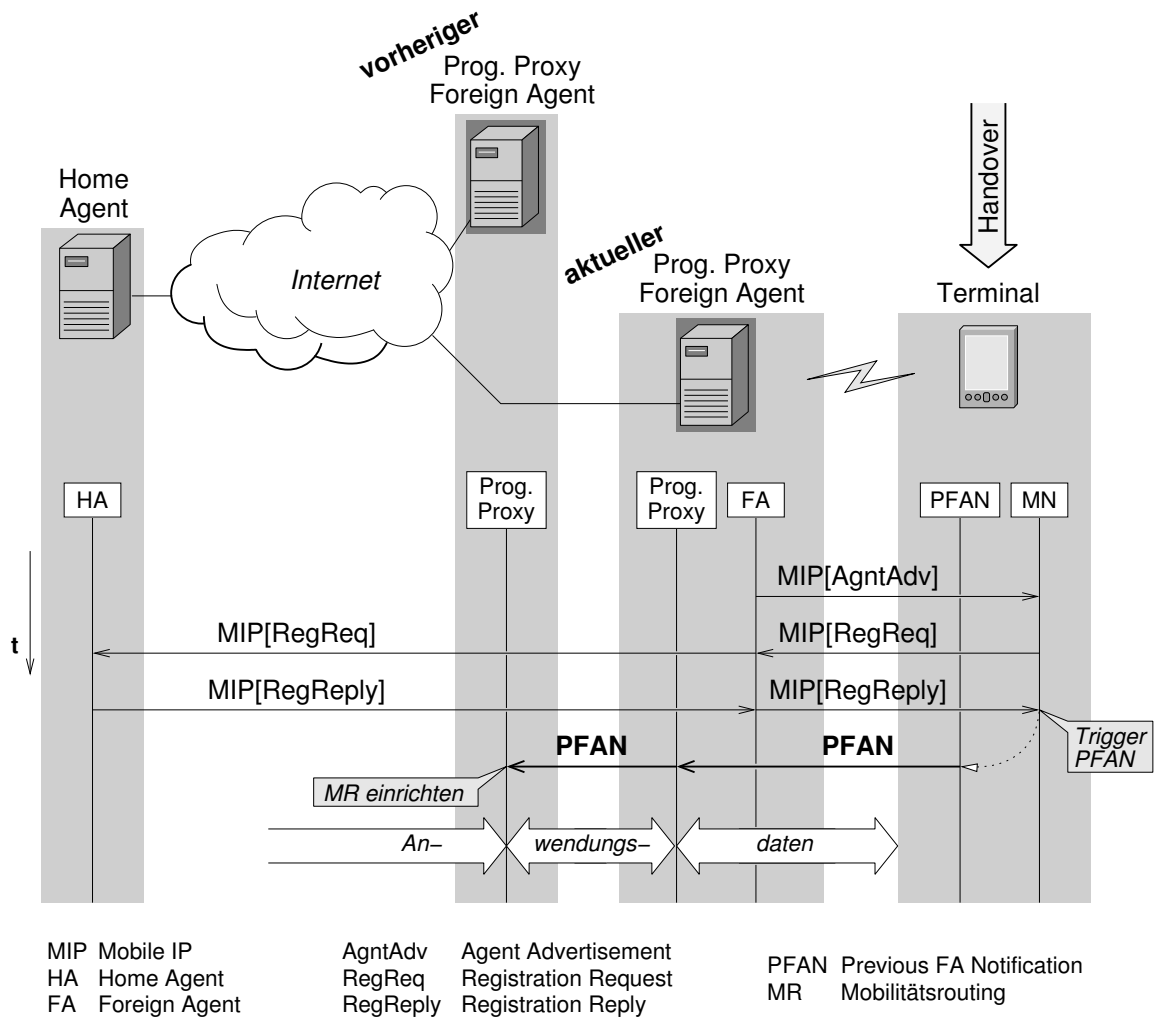 vorheriger
Prog. Proxy
Foreign Agent
Handover
Home
Agent
Internet
aktueller
Prog. Proxy
Foreign Agent
Terminal
HA
Prog.
Proxy
Prog.
Proxy
FA
PFAN
MN
MIP[AgntAdv]
t
MIP[RegReq]
MIP[RegReq]
MIP[RegReply]
MIP[RegReply]
PFAN
PFAN
Trigger
PFAN
MR einrichten
An–
wendungs–
daten
MIP Mobile IP
HA Home Agent
FA Foreign Agent
AgntAdv Agent Advertisement
RegReq Registration Request
RegReply Registration Reply
PFAN Previous FA Notification
MR Mobilitätsrouting